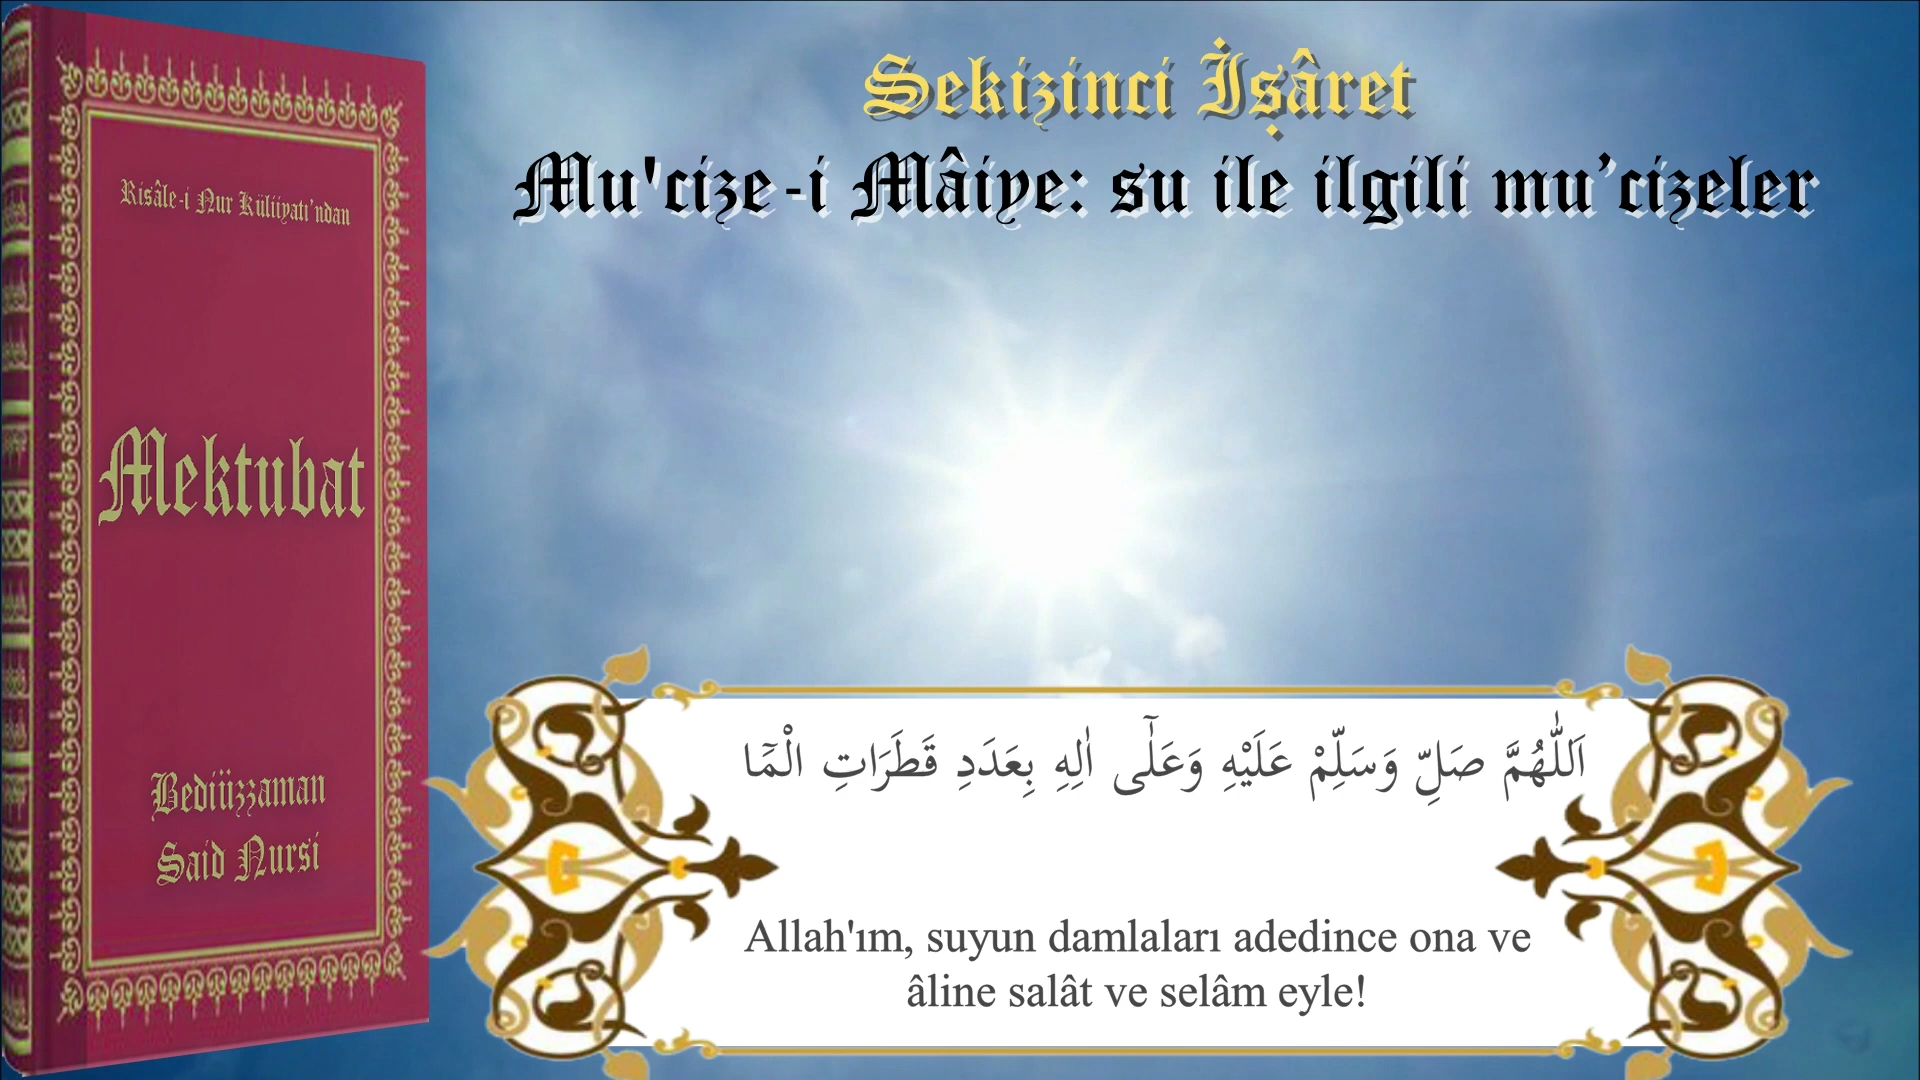 Sekizinci İşâret
Mu'cize-i Mâiye: su ile ilgili mu’cizeler
Risâle-i Nur Külliyatı’ndan
Mektubat
Bediüzzaman
Said Nursi
اَللّٰهُمَّ صَلِّ وَسَلِّمْ عَلَيْهِ وَعَلٰٓى اٰلِهِ بِعَدَدِ قَطَرَاتِ الْمَٓا
Allah'ım, suyun damlaları adedince ona ve
âline salât ve selâm eyle!